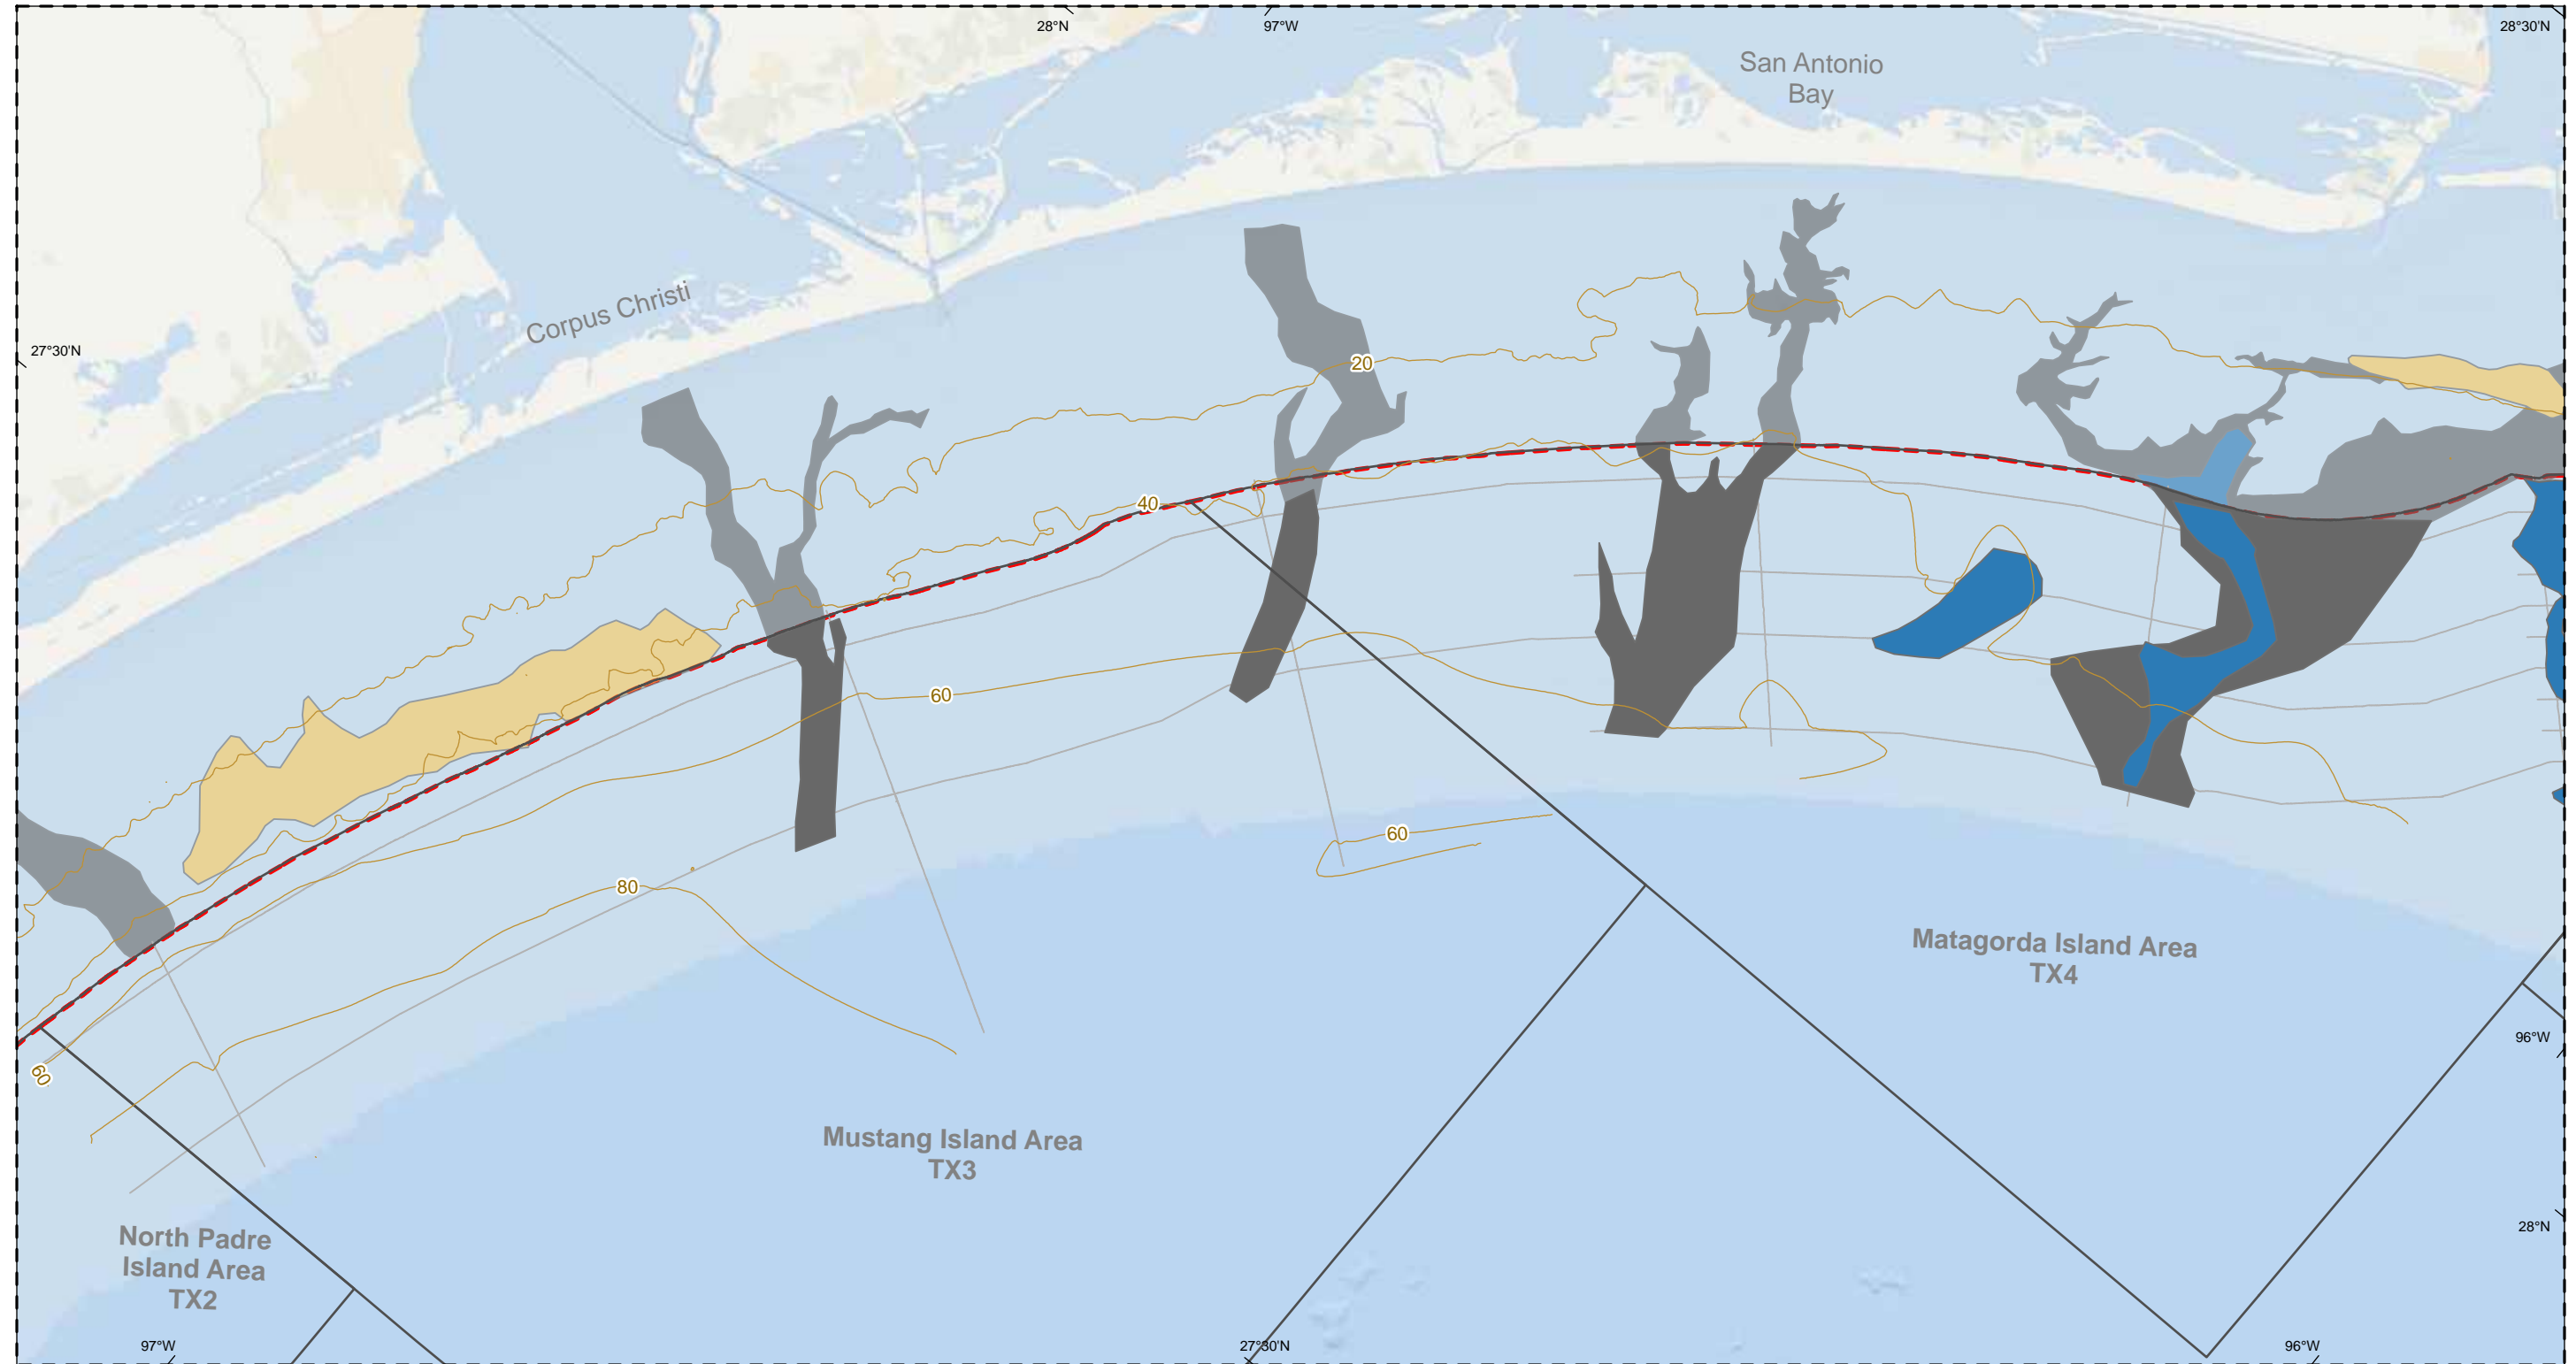 28°N
97°W
28°30'N
San Antonio
Bay
Corpus Christi
27°30'N
20
40
60
60
80
60
Matagorda Island Area
TX4
96°W
Mustang Island Area
TX3
North Padre
Island Area
TX2
28°N
97°W
27°30'N
96°W